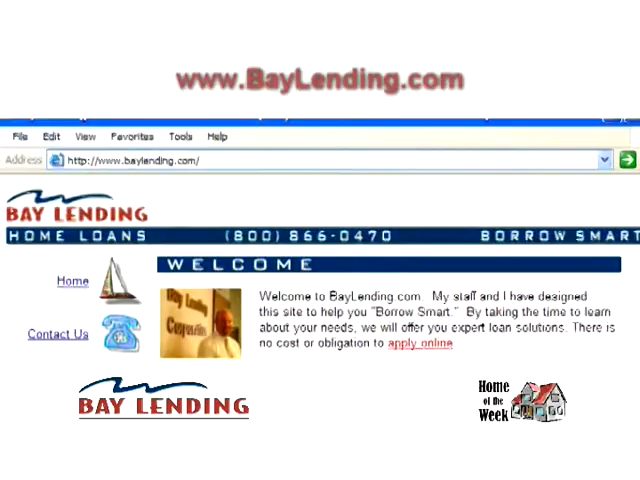 www.BayLending.com
File Edit View Favorites Tools Help
Address http://www.baylending.com/
BAY LENDING
HOME LOANS (800) 866-0470 BORROW SMART
WELCOME
Home
Contact Us
Bay Lending
Corporation
Welcome to BayLending.com. My staff and I have designed
this site to help you "Borrow Smart." By taking the time to learn
about your needs, we will offer you expert loan solutions. There is
no cost or obligation to apply online
BAY LENDING
Home
of the
Week